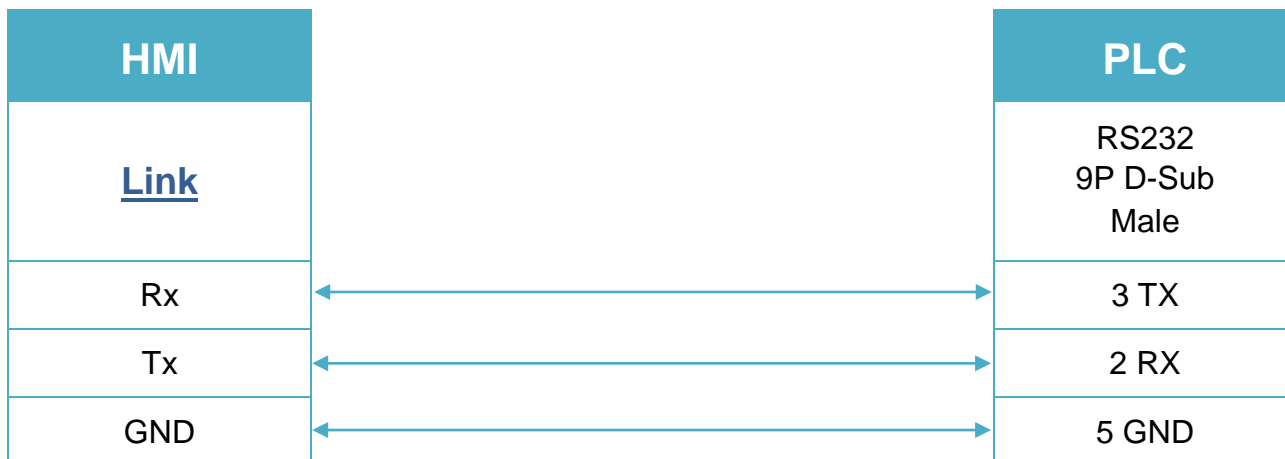 HMI
PLC
Link
RS232
9P D-Sub
Male
Rx
3 TX
Tx
2 RX
GND
5 GND